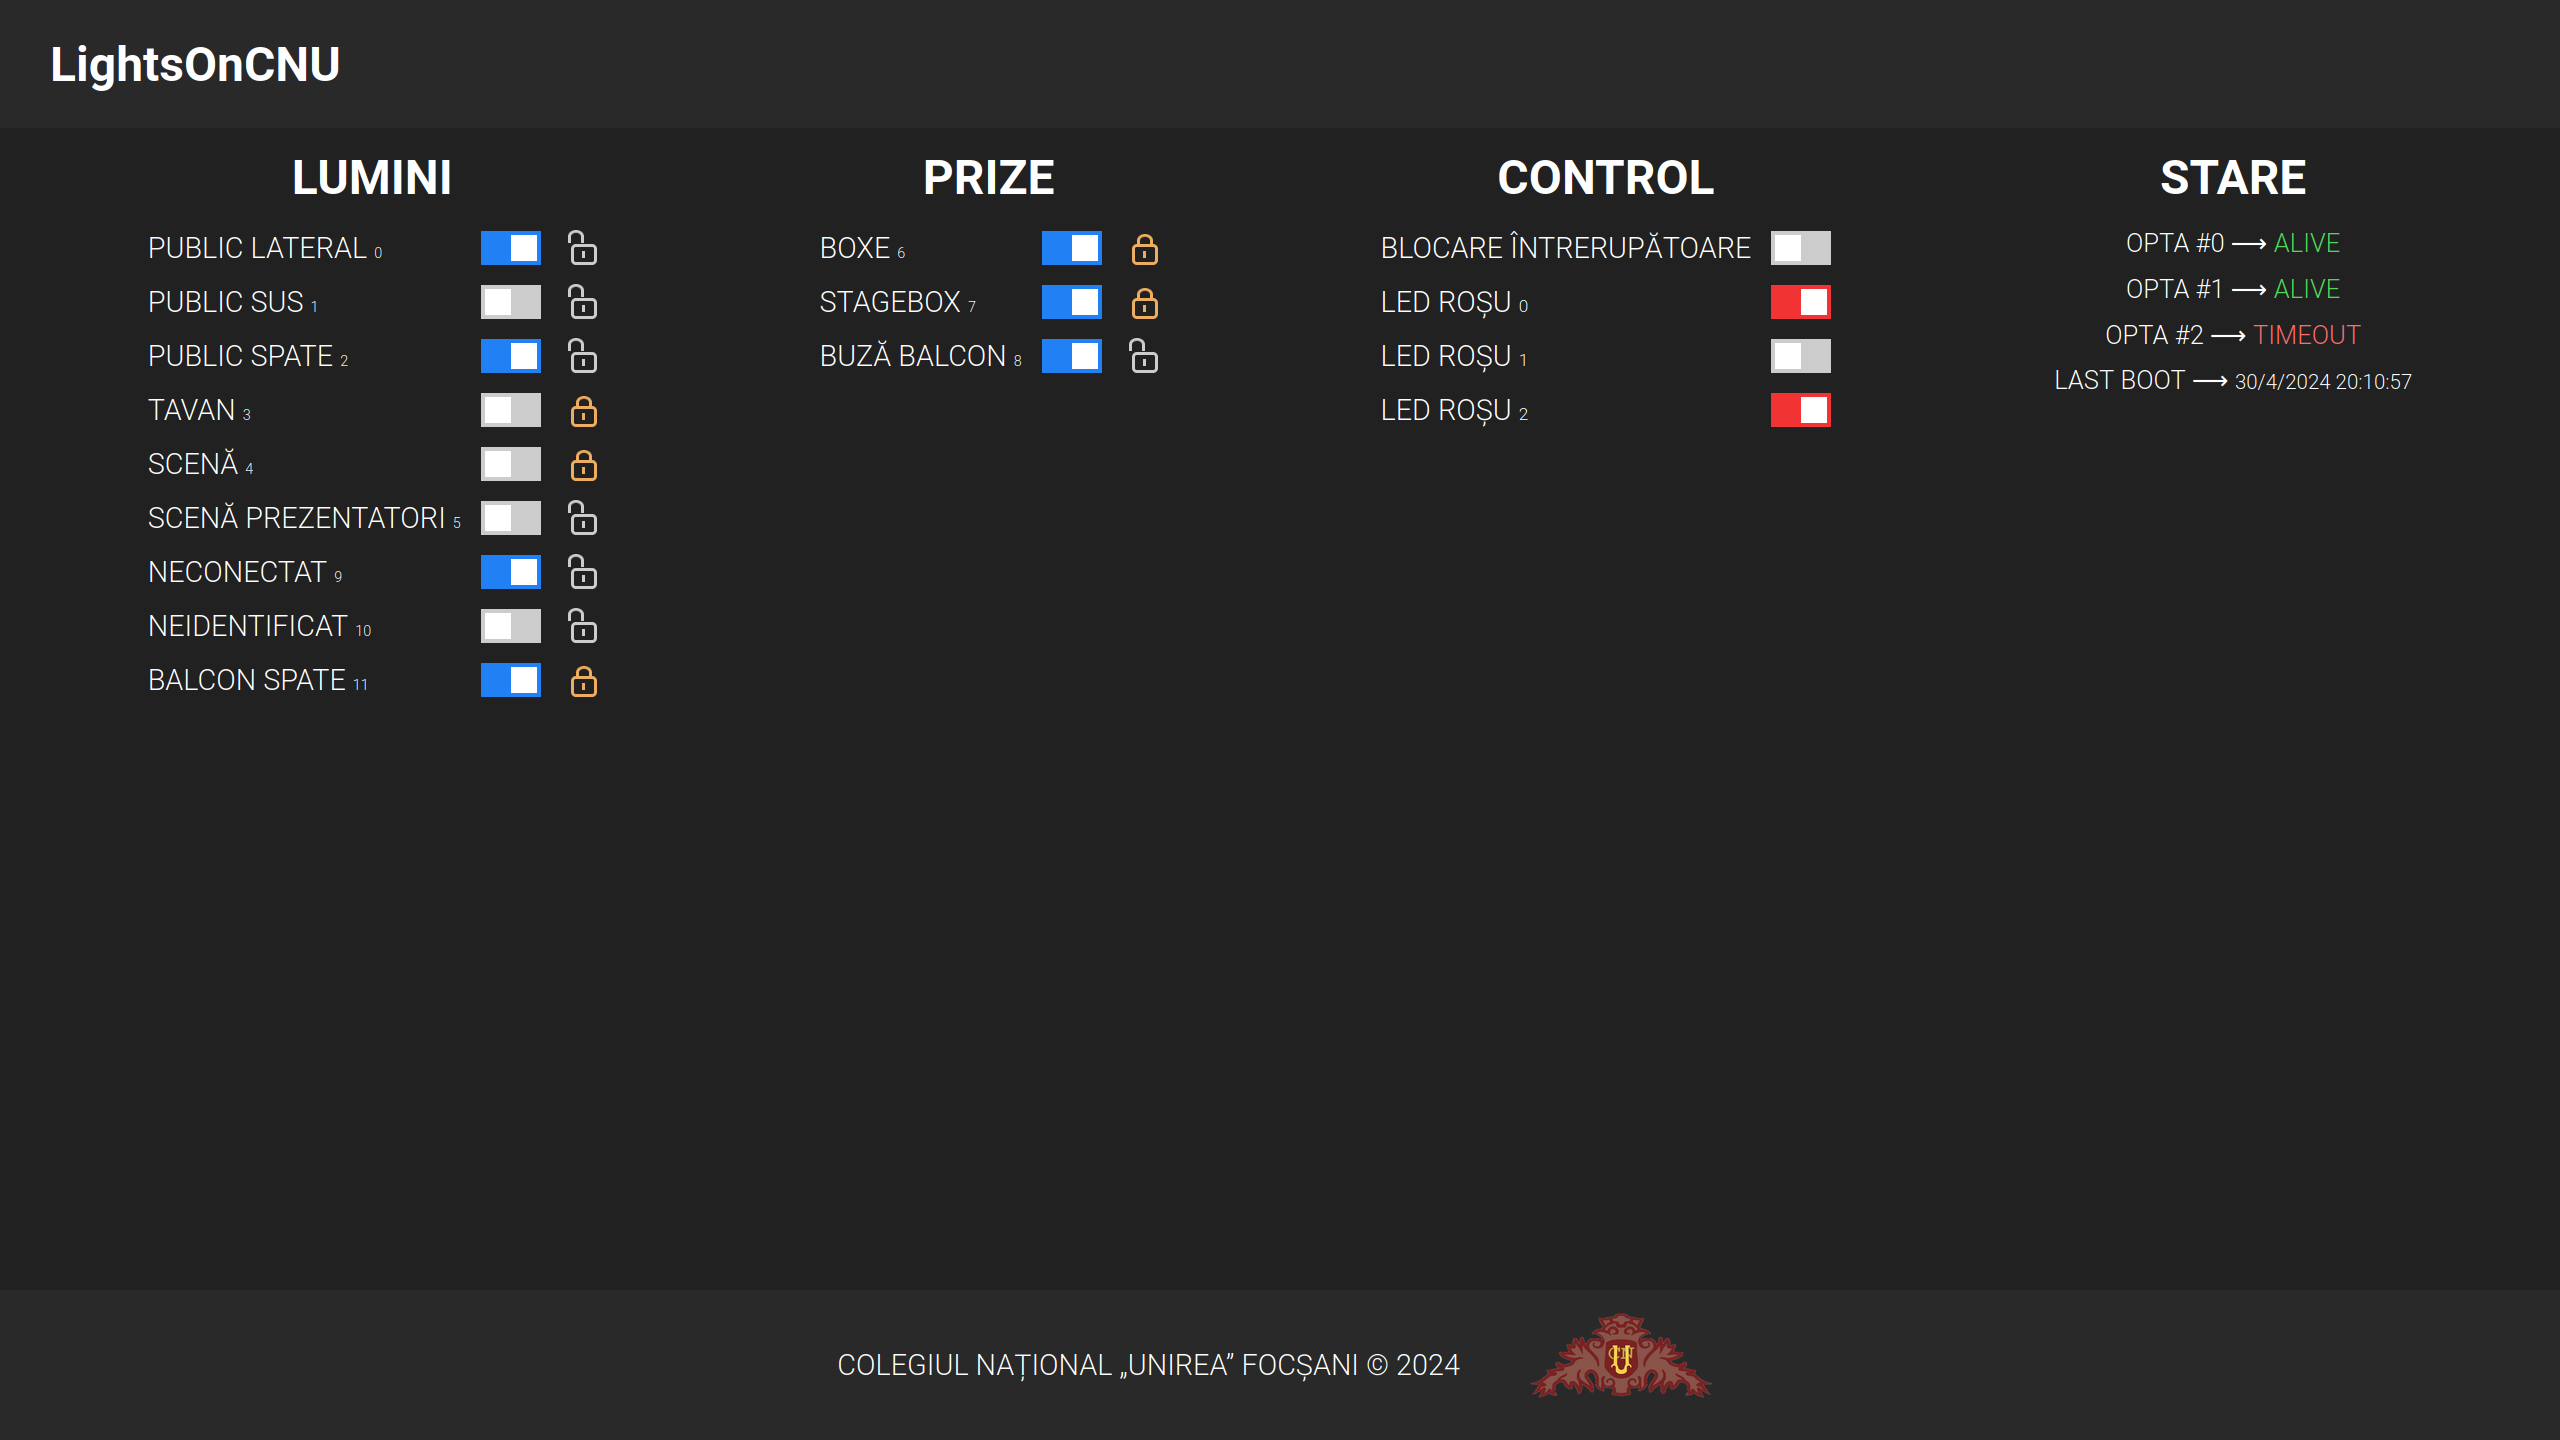 LightsOnCNU
LUMINI
PUBLIC LATERAL 0
PUBLIC SUS 1
PUBLIC SPATE 2
TAVAN 3
SCENĂ 4
SCENĂ PREZENTATORI 5
NECONECTAT 9
NEIDENTIFICAT 10
BALCON SPATE 11
PRIZE
BOXE 6
STAGEBOX 7
BUZĂ BALCON 8
CONTROL
BLOCARE ÎNTRERUPĂTOARE
LED ROȘU 0
LED ROȘU 1
LED ROȘU 2
STARE
OPTA #0 ⟶ ALIVE
OPTA #1 ⟶ ALIVE
OPTA #2 ⟶ TIMEOUT
LAST BOOT ⟶ 30/4/2024 20:10:57
COLEGIUL NAȚIONAL „UNIREA” FOCȘANI © 2024
CNU